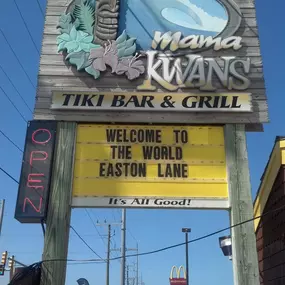 mama
KWANS
TIKI BAR & GRILL
OPEN
WELCOME TO
THE WORLD
EASTON LANE
It's All Good!